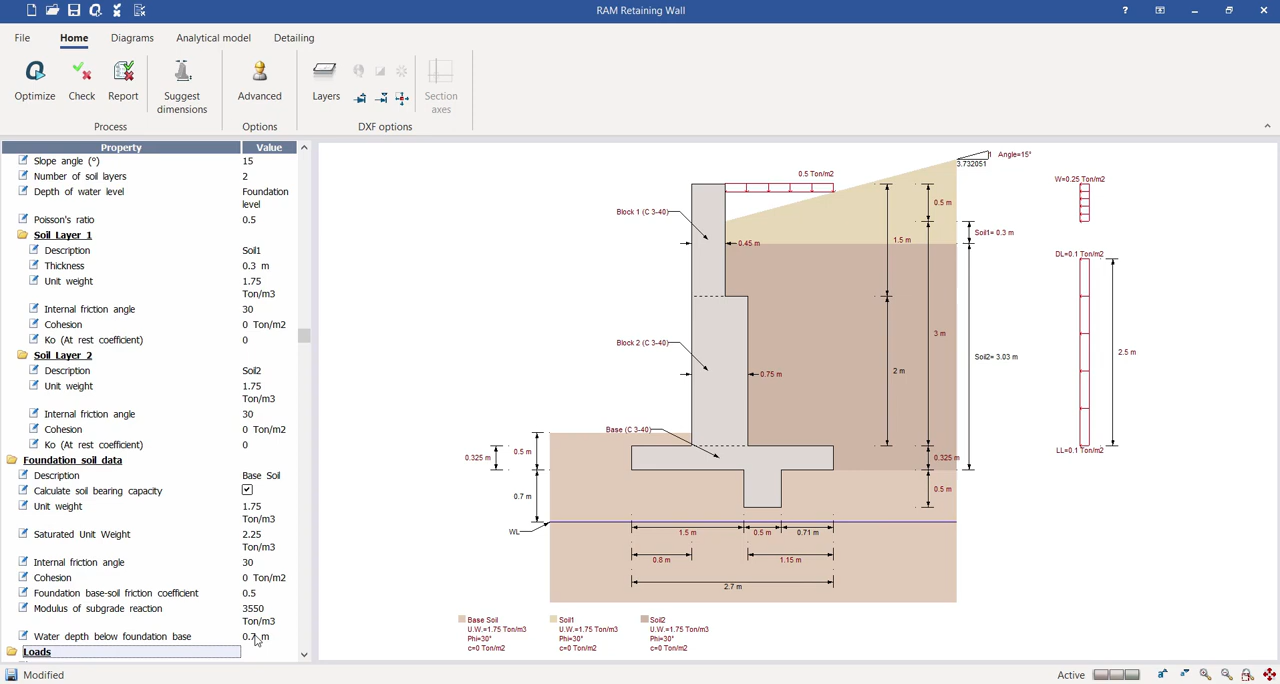 RAM Retaining Wall
?
File
Home
Diagrams
Analytical model
Detailing
Optimize
Check
Report
Suggest
dimensions
Advanced
Layers
Section
axes
Process
Options
DXF options
Property
Value
Slope angle (°)
15
Number of soil layers
2
Depth of water level
Foundation
level
Poisson's ratio
0.5
Soil Layer 1
Description
Soil1
Thickness
0.3 m
Unit weight
1.75
Ton/m3
Internal friction angle
30
Cohesion
0 Ton/m2
Ko (At rest coefficient)
0
Soil Layer 2
Description
Soil2
Unit weight
1.75
Ton/m3
Internal friction angle
30
Cohesion
0 Ton/m2
Ko (At rest coefficient)
0
Foundation soil data
Description
Base Soil
Calculate soil bearing capacity
Unit weight
1.75
Ton/m3
Saturated Unit Weight
2.25
Ton/m3
Internal friction angle
30
Cohesion
0 Ton/m2
Foundation base-soil friction coefficient
0.5
Modulus of subgrade reaction
3550
Ton/m3
Water depth below foundation base
0.7 m
Loads
Modified
1
Angle=15°
3.732051
0.5 Ton/m2
W=0.25 Ton/m2
0.5 m
Block 1 (C 3-40)
Soil1= 0.3 m
0.45 m
1.5 m
DL=0.1 Ton/m2
3 m
Block 2 (C 3-40)
2.5 m
Soil2= 3.03 m
2 m
0.75 m
Base (C 3-40)
0.5 m
0.325 m
0.325 m
LL=0.1 Ton/m2
0.7 m
0.5 m
WL
1.5 m
0.5 m
0.71 m
0.8 m
1.15 m
2.7 m
Base Soil
U.W.=1.75 Ton/m3
Phi=30°
c=0 Ton/m2
Soil1
U.W.=1.75 Ton/m3
Phi=30°
c=0 Ton/m2
Soil2
U.W.=1.75 Ton/m3
Phi=30°
c=0 Ton/m2
Active